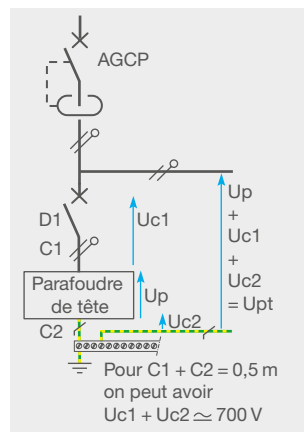 AGCP
Up
+
Uc1
+
Uc2
= Upt
D1
Uc1
C1
Parafoudre
de tête
Up
C2
Uc2
Pour C1 + C2 = 0,5 m
on peut avoir
Uc1 + Uc2 ≃ 700 V